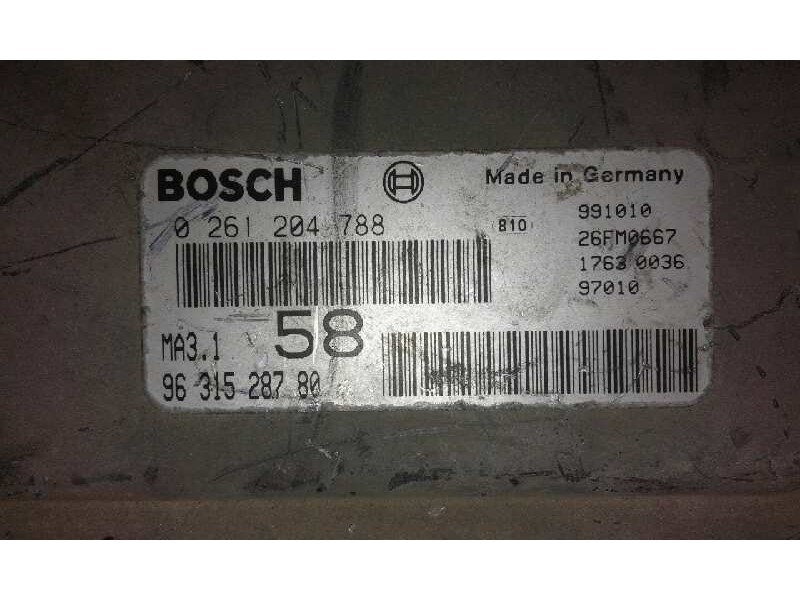 BOSCH
Made in Germany
0 261 204 788
810
991010
26FM0667
1763 0036
97010
MA3.1
58
96 315 287 80